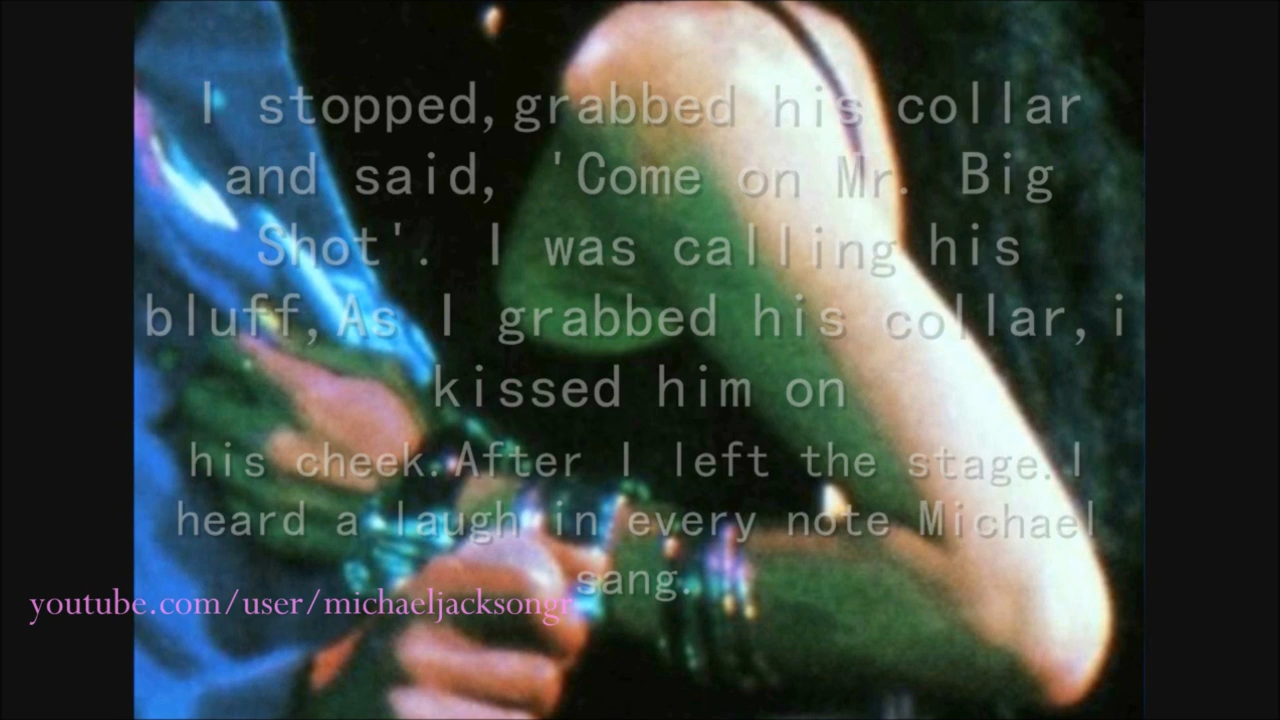 I stopped,grabbed his collar
and said, 'Come on Mr. Big
Shot'. I was calling his
bluff,As I grabbed his collar,i
kissed him on
his cheek.After I left the stage.I
heard a laugh in every note Michael
sang.
youtube.com/user/michaeljacksongr